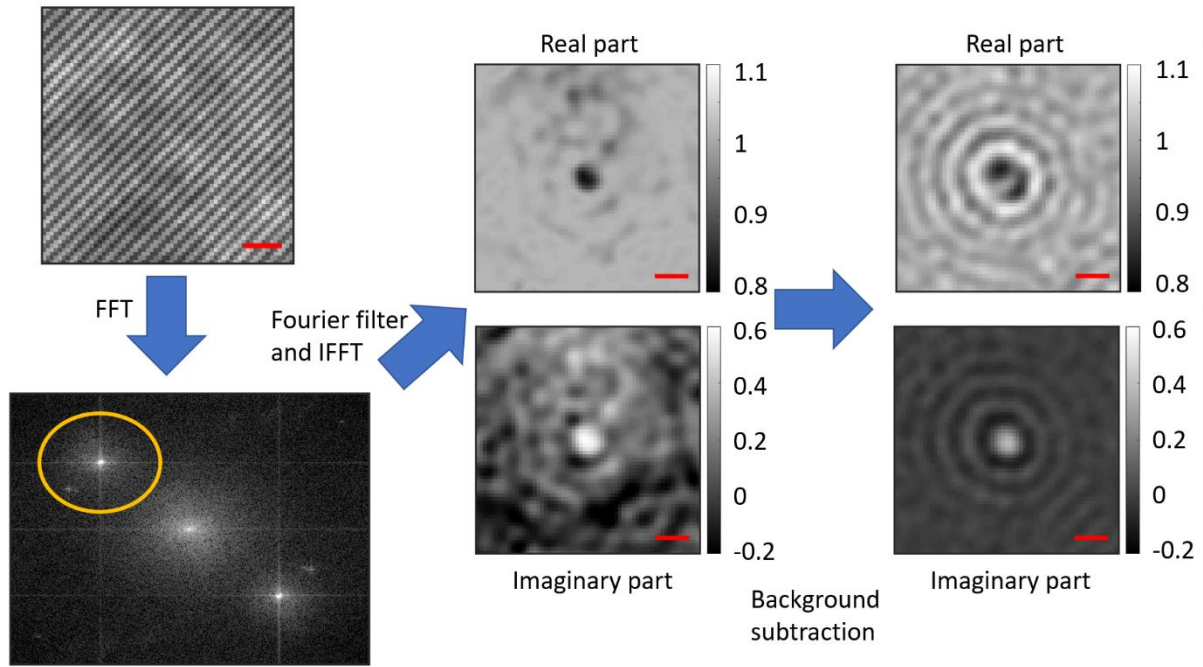 Real part
1.1
1
0.9
0.8
Real part
1.1
1
0.9
0.8
FFT
Fourier filter
and IFFT
0.6
0.4
0.2
0
-0.2
Imaginary part
0.6
0.4
0.2
0
-0.2
Imaginary part
Background
subtraction